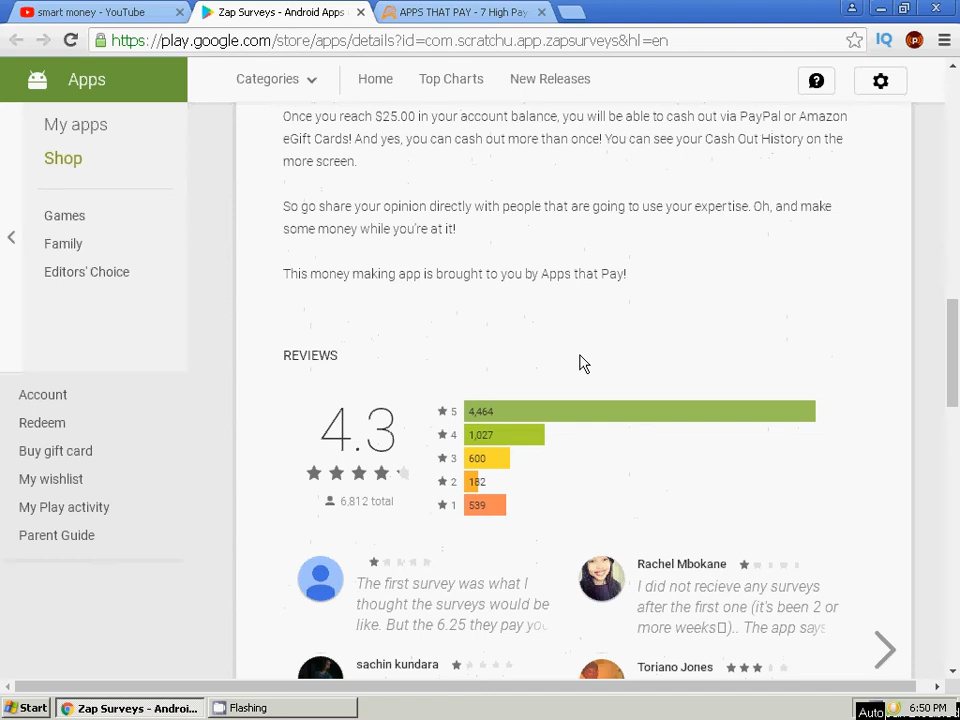 smart money - YouTube
Zap Surveys - Android Apps
APPS THAT PAY - 7 High Pay
https://play.google.com/store/apps/details?id=com.scratchu.app.zapsurveys&hl=en
IQ
Apps
Categories
Home
Top Charts
New Releases
My apps
Shop
Games
Family
Editors' Choice
Account
Redeem
Buy gift card
My wishlist
My Play activity
Parent Guide
Once you reach $25.00 in your account balance, you will be able to cash out via PayPal or Amazon
eGift Cards! And yes, you can cash out more than once! You can see your Cash Out History on the
more screen.
So go share your opinion directly with people that are going to use your expertise. Oh, and make
some money while you're at it!
This money making app is brought to you by Apps that Pay!
REVIEWS
4.3
6,812 total
5 4,464
4 1,027
3 600
2 182
1 539
The first survey was what I
thought the surveys would be
like. But the 6.25 they pay you
Rachel Mbokane
I did not recieve any surveys
after the first one (it's been 2 or
more weeks).. The app says
sachin kundara
Toriano Jones
Start
Zap Surveys - Androi...
Flashing
6:50 PM